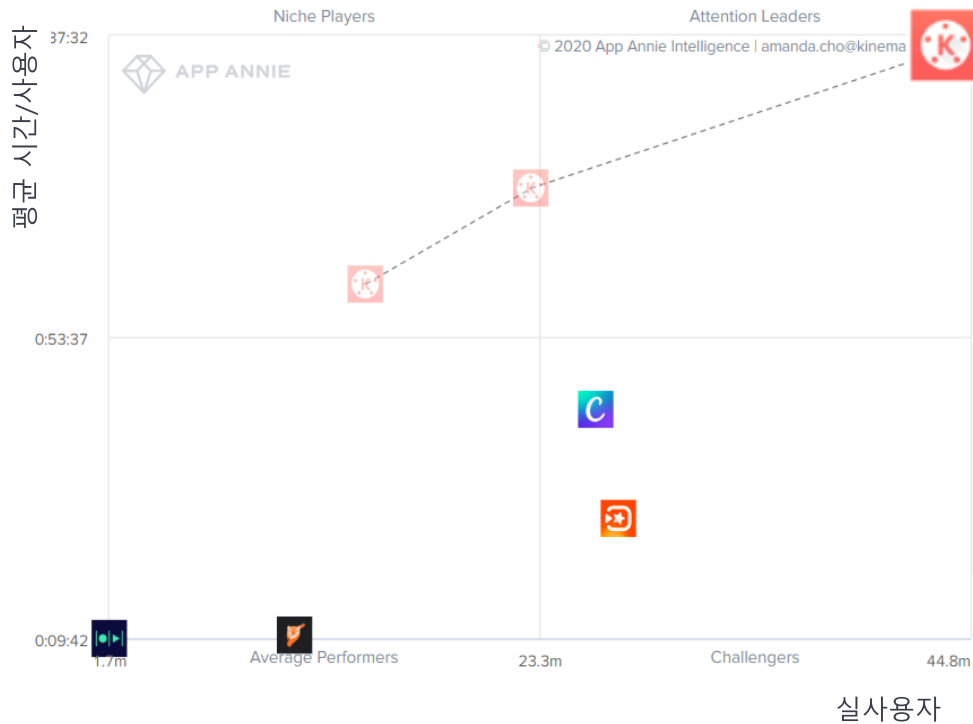 Niche Players
Attention Leaders
37:32
© 2020 App Annie Intelligence | amanda.cho@kinema
APP ANNIE
평균 시간/사용자
K
K
K
0:53:37
C
0:09:42
1.7m
Average Performers
23.3m
Challengers
44.8m
실사용자